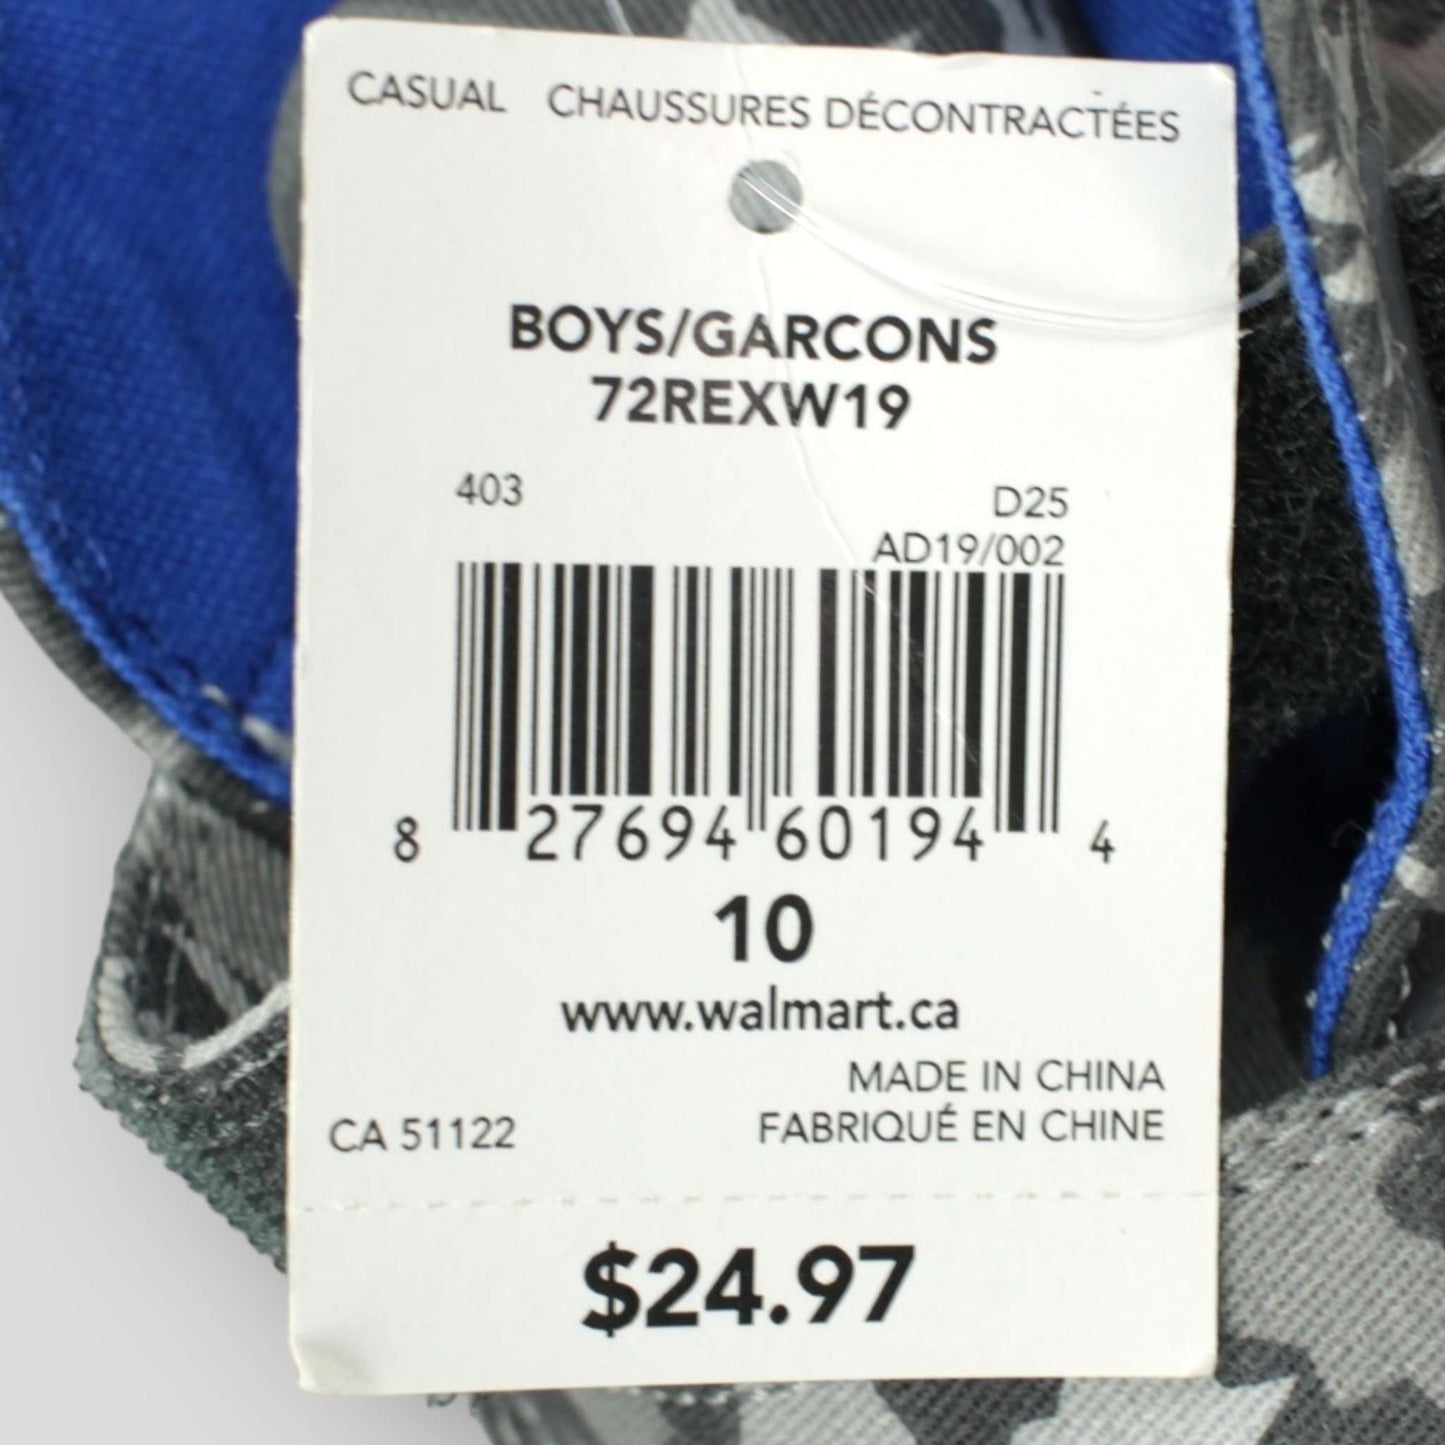 CASUAL CHAUSSURES DÉCONTRACTÉES
BOYS/GARCONS
72REXW19
403 D25
AD19/002
8 27694 60194 4
10
www.walmart.ca
MADE IN CHINA
CA 51122 FABRIQUÉ EN CHINE
$24.97